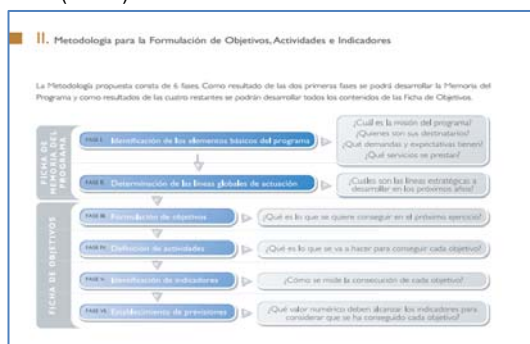 II. Metodología para la Formulación de Objetivos, Actividades e Indicadores
La Metodología propuesta consta de 6 fases. Como resultado de las dos primeras fases se podrá desarrollar la Memoria del
Programa y como resultados de las cuatro restantes se podrán desarrollar todos los contenidos de las Ficha de Objetivos.
FICHA DE
MEMORIA DEL
PROGRAMA
FASE I. Identificación de los elementos básicos del programa
¿Cuál es la misión del programa?
¿Quienes son sus destinatarios?
¿Qué demandas y expectativas tienen?
¿Qué servicios se prestan?
FASE II. Determinación de las líneas globales de actuación
¿Cuáles son las líneas estratégicas a
desarrollar en los próximos años?
FICHA DE OBJETIVOS
FASE III. Formulación de objetivos
¿Qué es lo que se quiere conseguir en el próximo ejercicio?
FASE IV. Definición de actividades
¿Qué es lo que se va a hacer para conseguir cada objetivo?
FASE V. Identificación de indicadores
¿Cómo se mide la consecución de cada objetivo?
FASE VI. Establecimiento de previsiones
¿Qué valor numérico deben alcanzar los indicadores para
considerar que se ha conseguido cada objetivo?